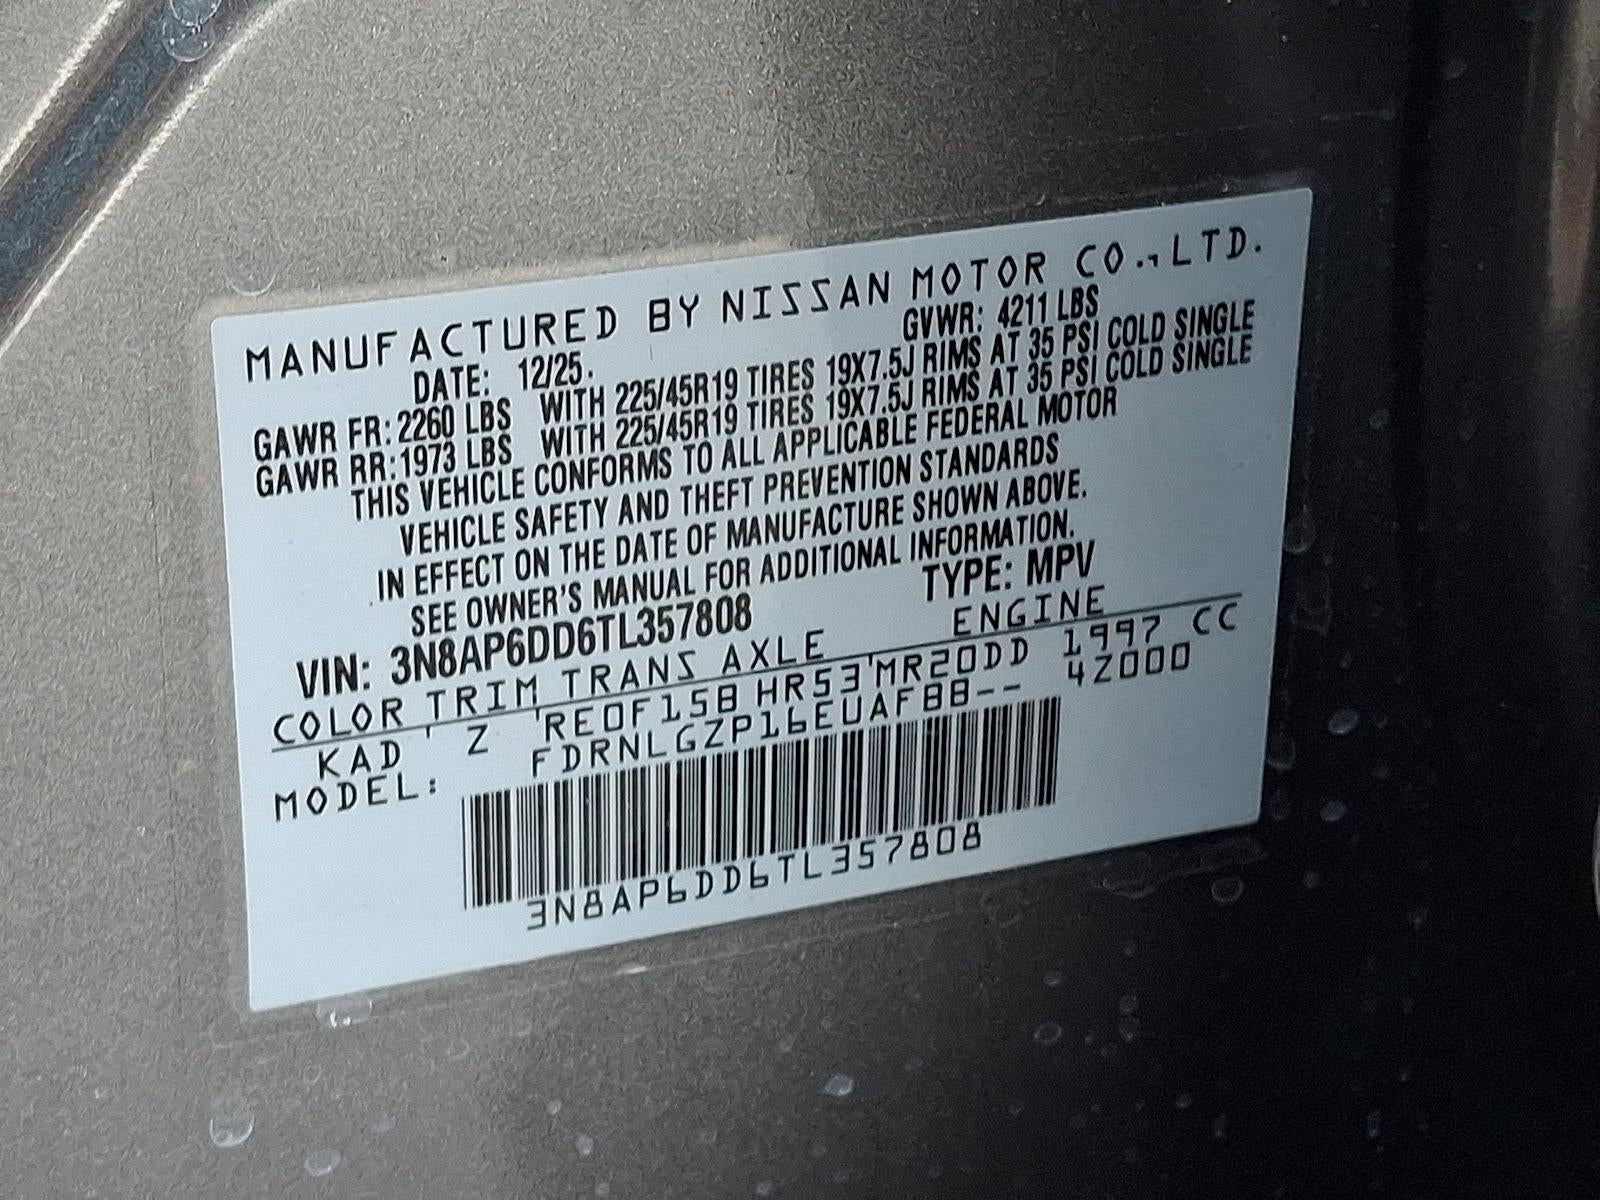 MANUFACTURED BY NISSAN MOTOR CO.,LTD.
DATE: 12/25. GVWR: 4211 LBS
GAWR FR: 2260 LBS WITH 225/45R19 TIRES 19X7.5J RIMS AT 35 PSI COLD SINGLE
GAWR RR: 1973 LBS WITH 225/45R19 TIRES 19X7.5J RIMS AT 35 PSI COLD SINGLE
THIS VEHICLE CONFORMS TO ALL APPLICABLE FEDERAL MOTOR
VEHICLE SAFETY AND THEFT PREVENTION STANDARDS
IN EFFECT ON THE DATE OF MANUFACTURE SHOWN ABOVE.
SEE OWNER'S MANUAL FOR ADDITIONAL INFORMATION.
VIN: 3N8AP6DD6TL357808 TYPE: MPV
COLOR TRIM TRANS AXLE ENGINE
KAD Z RE0F15B HR53 MR20DD 1997 CC
MODEL: FDRNLGZP16EUAFBB-- 4Z000
3N8AP6DD6TL357808